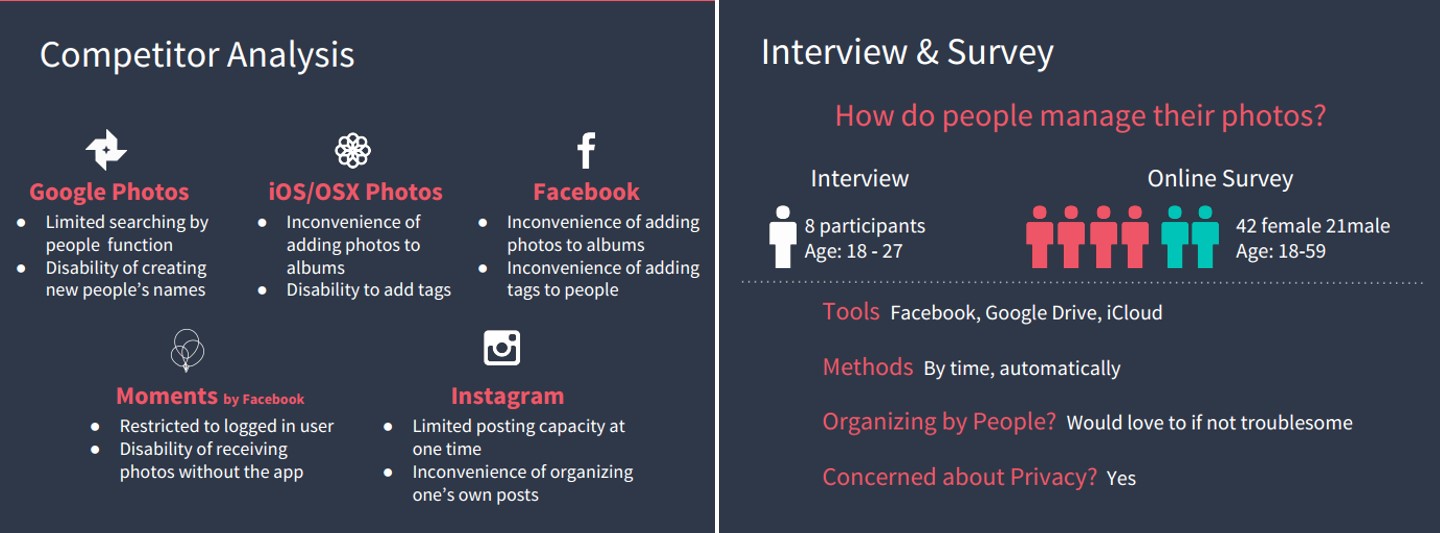 Competitor Analysis
Google Photos
● Limited searching by
people function
● Disability of creating
new people's names
iOS/OSX Photos
● Inconvenience of
adding photos to
albums
● Disability to add tags
Facebook
● Inconvenience of adding
photos to albums
● Inconvenience of adding
tags to people
Moments by Facebook
● Restricted to logged in user
● Disability of receiving
photos without the app
Instagram
● Limited posting capacity at
one time
● Inconvenience of organizing
one's own posts
Interview & Survey
How do people manage their photos?
Interview
8 participants
Age: 18 - 27
Online Survey
42 female 21male
Age: 18-59
Tools Facebook, Google Drive, iCloud
Methods By time, automatically
Organizing by People? Would love to if not troublesome
Concerned about Privacy? Yes